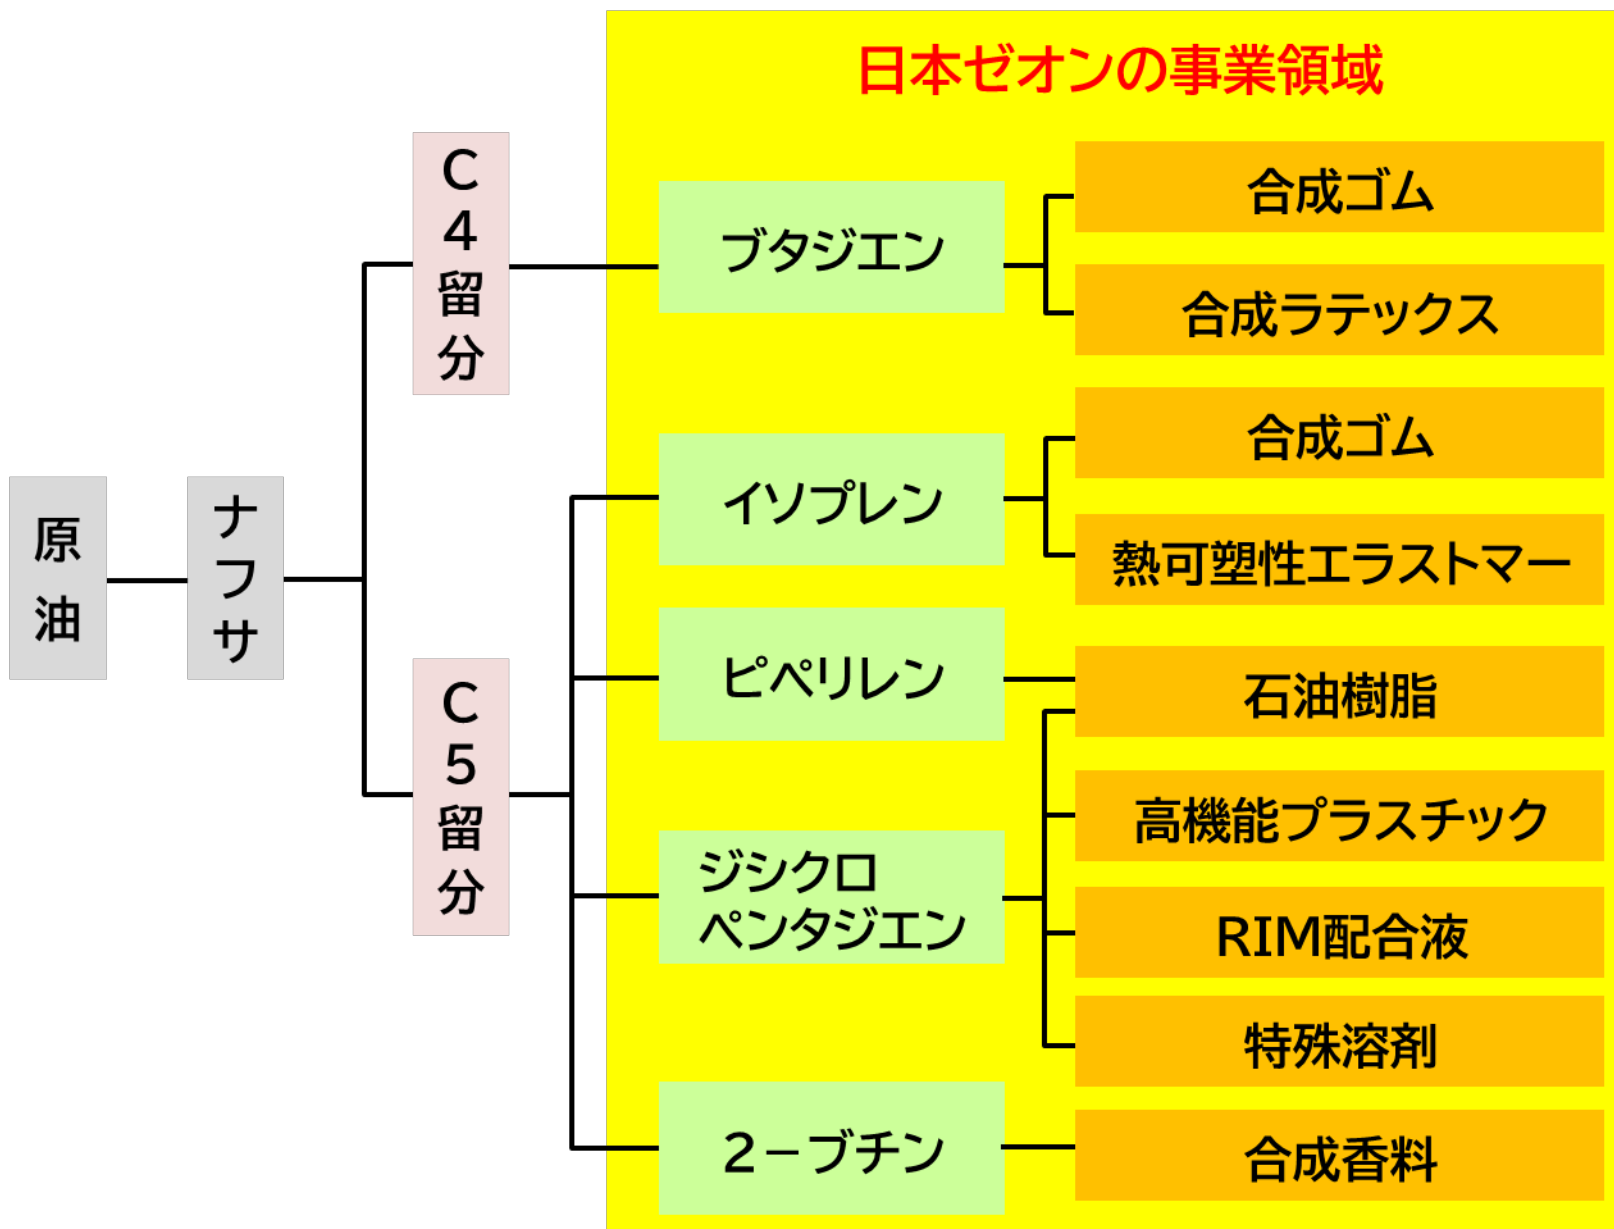 日本ゼオンの事業領域
原油
ナフサ
C4留分
C5留分
ブタジエン
合成ゴム
合成ラテックス
イソプレン
合成ゴム
熱可塑性エラストマー
ピペリレン
石油樹脂
ジシクロ
ペンタジエン
高機能プラスチック
RIM配合液
特殊溶剤
2－ブチン
合成香料